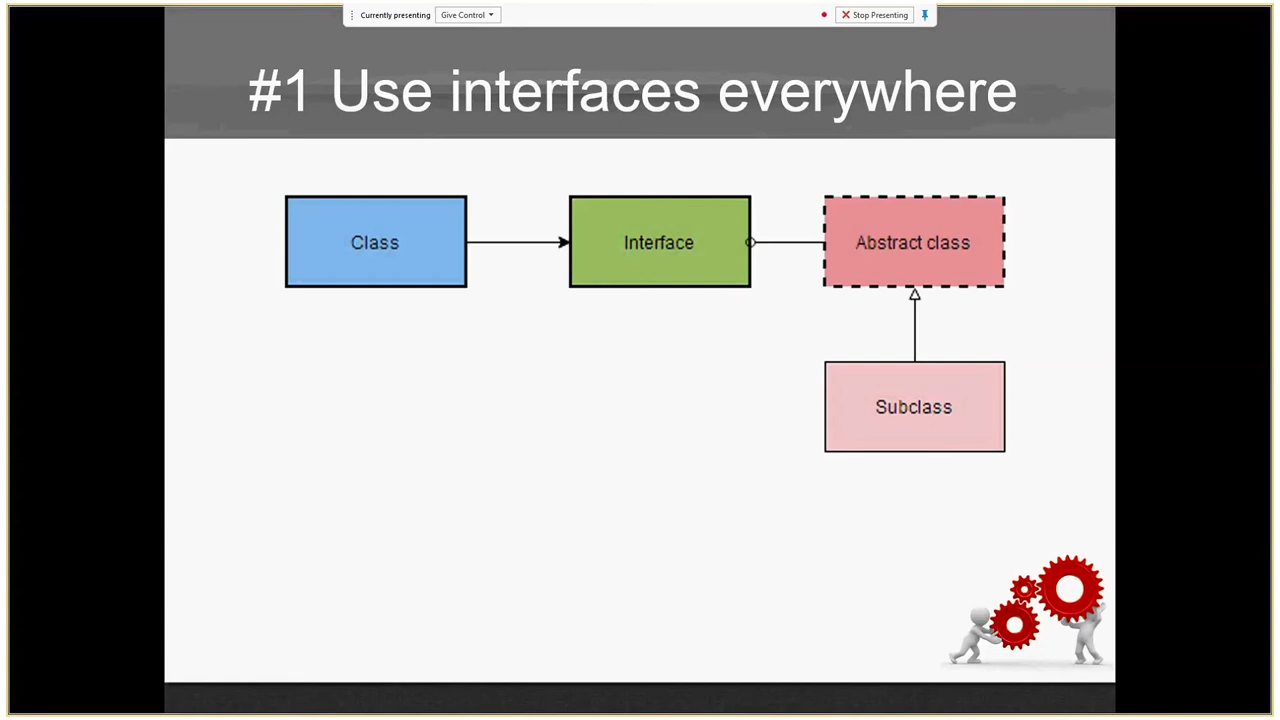 Currently presenting Give Control Stop Presenting
#1 Use interfaces everywhere
Class Interface Abstract class
Subclass